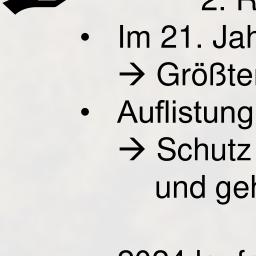 2. R
• Im 21. Jah
→ Größte
• Auflistung
→ Schutz
und geh